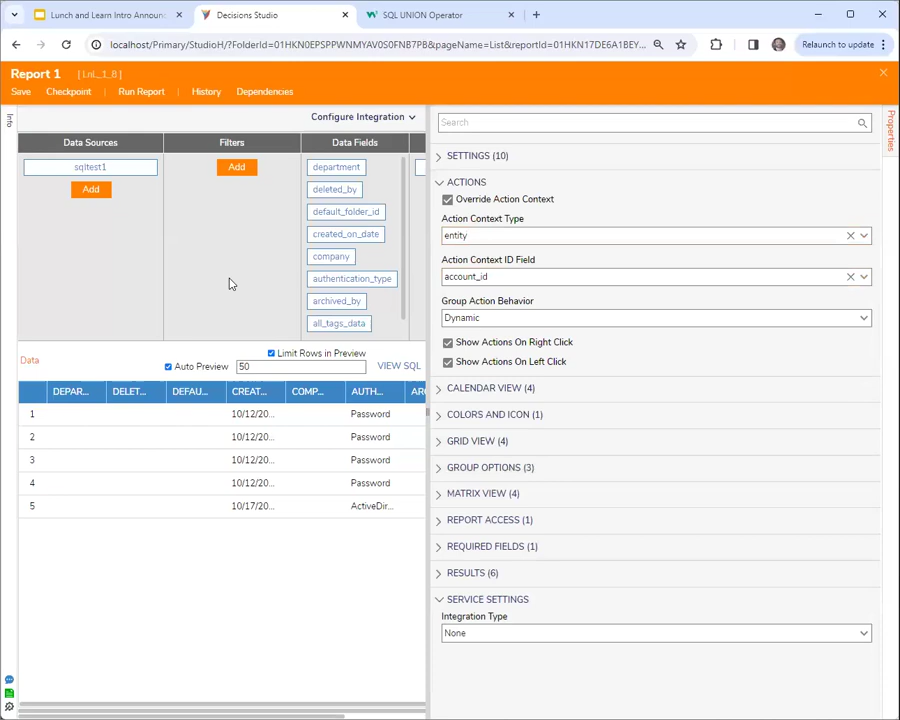 Lunch and Learn Intro Announ
Decisions Studio
SQL UNION Operator
localhost/Primary/StudioH/?FolderId=01HKN0EPSPPWNMYAV0S0FNB7PB&pageName=List&reportId=01HKN17DE6A1BEY...
Relaunch to update
Report 1
[ LnL_1_8 ]
Save
Checkpoint
Run Report
History
Dependencies
Info
Configure Integration
Data Sources
Filters
Data Fields
sqltest1
Add
Add
department
deleted_by
default_folder_id
created_on_date
company
authentication_type
archived_by
all_tags_data
Data
Limit Rows in Preview
Auto Preview
50
VIEW SQL
DEPAR...
DELET...
DEFAU...
CREAT...
COMP...
AUTH...
ARC
1
10/12/20...
Password
2
10/12/20...
Password
3
10/12/20...
Password
4
10/12/20...
Password
5
10/17/20...
ActiveDir...
Search
Properties
SETTINGS (10)
ACTIONS
Override Action Context
Action Context Type
entity
Action Context ID Field
account_id
Group Action Behavior
Dynamic
Show Actions On Right Click
Show Actions On Left Click
CALENDAR VIEW (4)
COLORS AND ICON (1)
GRID VIEW (4)
GROUP OPTIONS (3)
MATRIX VIEW (4)
REPORT ACCESS (1)
REQUIRED FIELDS (1)
RESULTS (6)
SERVICE SETTINGS
Integration Type
None